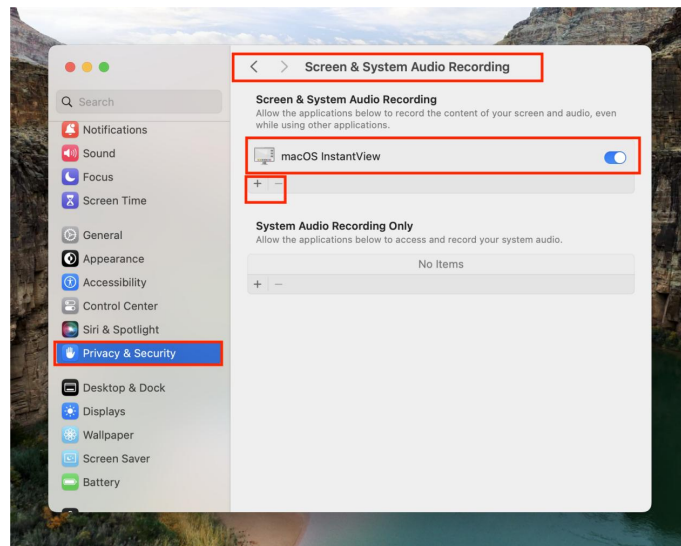 Search
Notifications
Sound
Focus
Screen Time
General
Appearance
Accessibility
Control Center
Siri & Spotlight
Privacy & Security
Desktop & Dock
Displays
Wallpaper
Screen Saver
Battery
Screen & System Audio Recording
Screen & System Audio Recording
Allow the applications below to record the content of your screen and audio, even
while using other applications.
macOS InstantView
+ −
System Audio Recording Only
Allow the applications below to access and record your system audio.
No Items
+ −